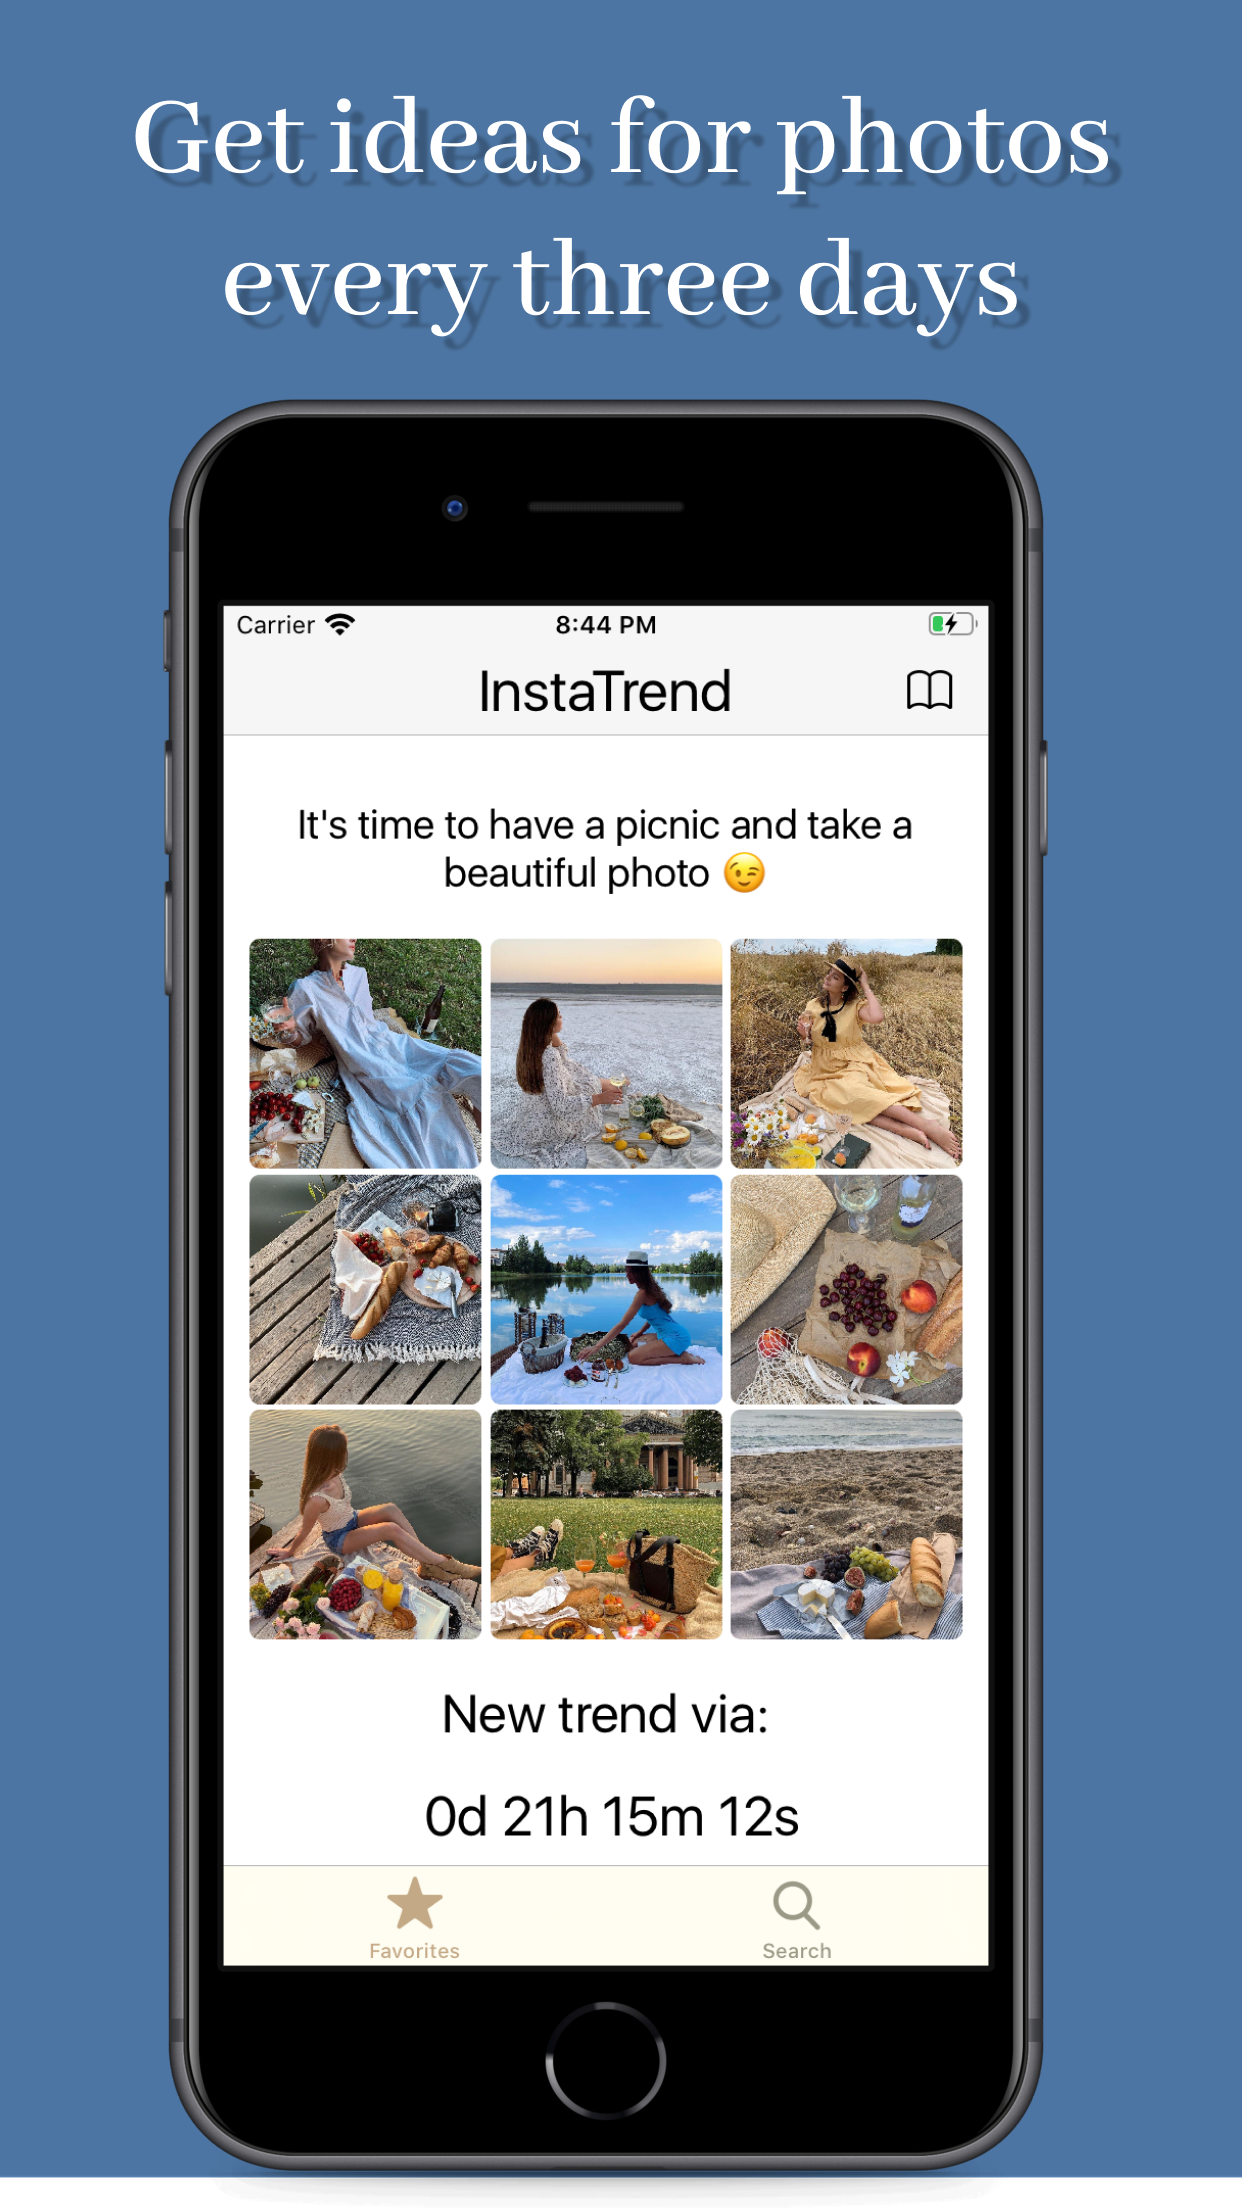 Get ideas for photos
every three days
Carrier
8:44 PM
InstaTrend
It's time to have a picnic and take a
beautiful photo 😉
New trend via:
0d 21h 15m 12s
Favorites
Search